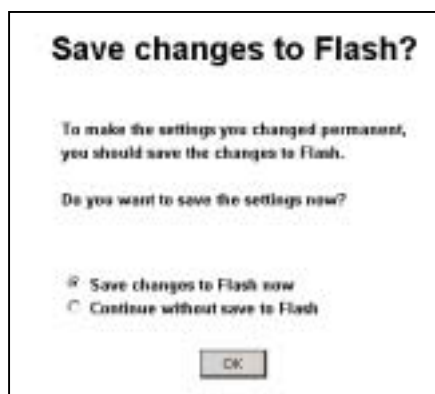 Save changes to Flash?
To make the settings you changed permanent,
you should save the changes to Flash.
Do you want to save the settings now?
Save changes to Flash now
Continue without save to Flash
OK